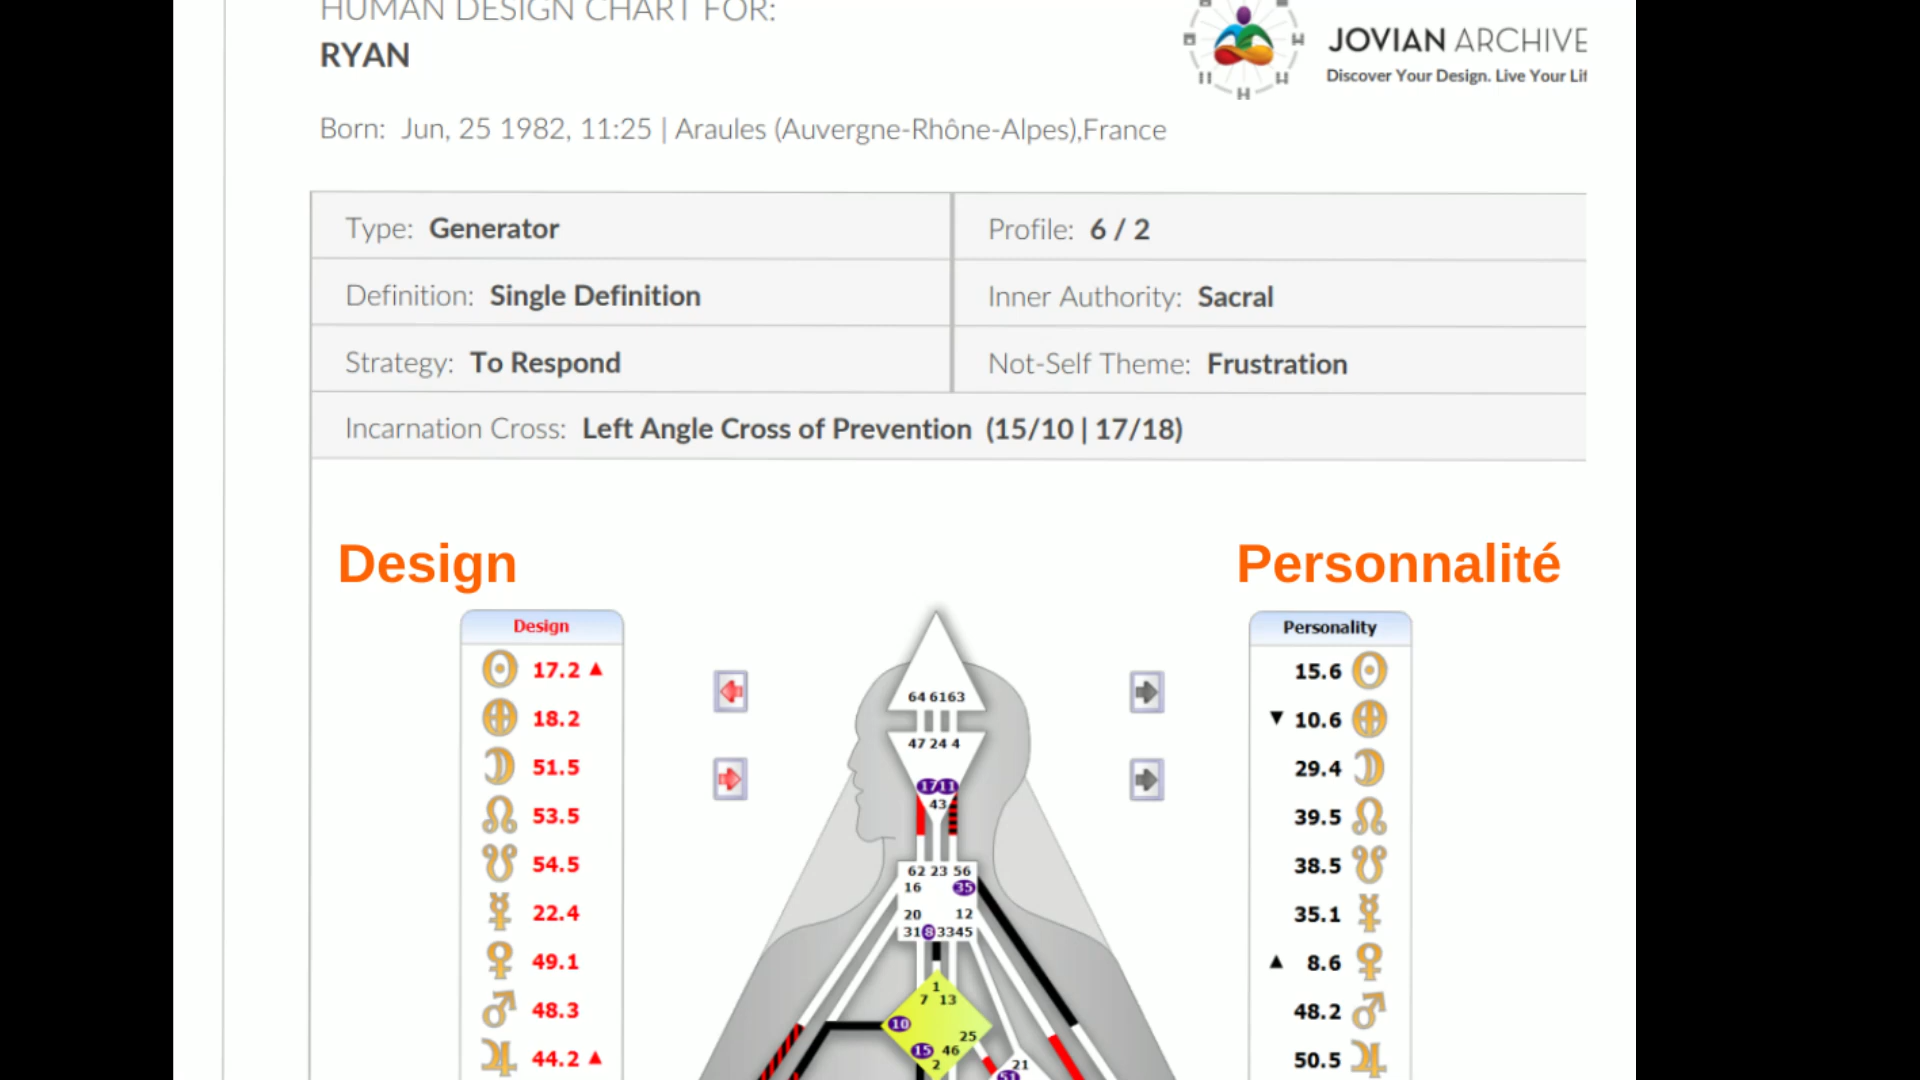 HUMAN DESIGN CHART FOR:
RYAN
JOVIAN ARCHIVE
Discover Your Design. Live Your Lif
Born: Jun, 25 1982, 11:25 | Araules (Auvergne-Rhône-Alpes),France
Type: Generator
Profile: 6 / 2
Definition: Single Definition
Inner Authority: Sacral
Strategy: To Respond
Not-Self Theme: Frustration
Incarnation Cross: Left Angle Cross of Prevention (15/10 | 17/18)
Design
Personnalité
Design
17.2
18.2
51.5
53.5
54.5
22.4
49.1
48.3
44.2
64 61 63
47 24 4
17 11
43
62 23 56
16 35
20 12
31 8 33 45
1
7 13
10
25
15 46
2
21
51
Personality
15.6
10.6
29.4
39.5
38.5
35.1
8.6
48.2
50.5